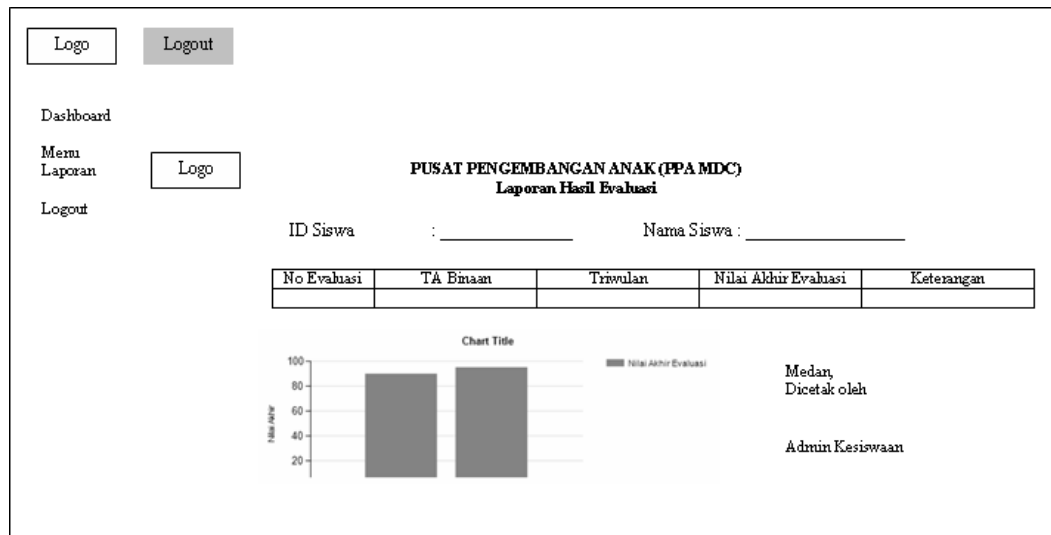 Logo Logout
Dashboard
Menu
Laporan
Logout
Logo
PUSAT PENGEMBANGAN ANAK (PPA MDC)
Laporan Hasil Evaluasi
ID Siswa : Nama Siswa :
No Evaluasi TA Binaan Triwulan Nilai Akhir Evaluasi Keterangan
Chart Title
100
80
60
40
20
Nilai Akhir
Nilai Akhir Evaluasi
Medan,
Dicetak oleh
Admin Kesiswaan